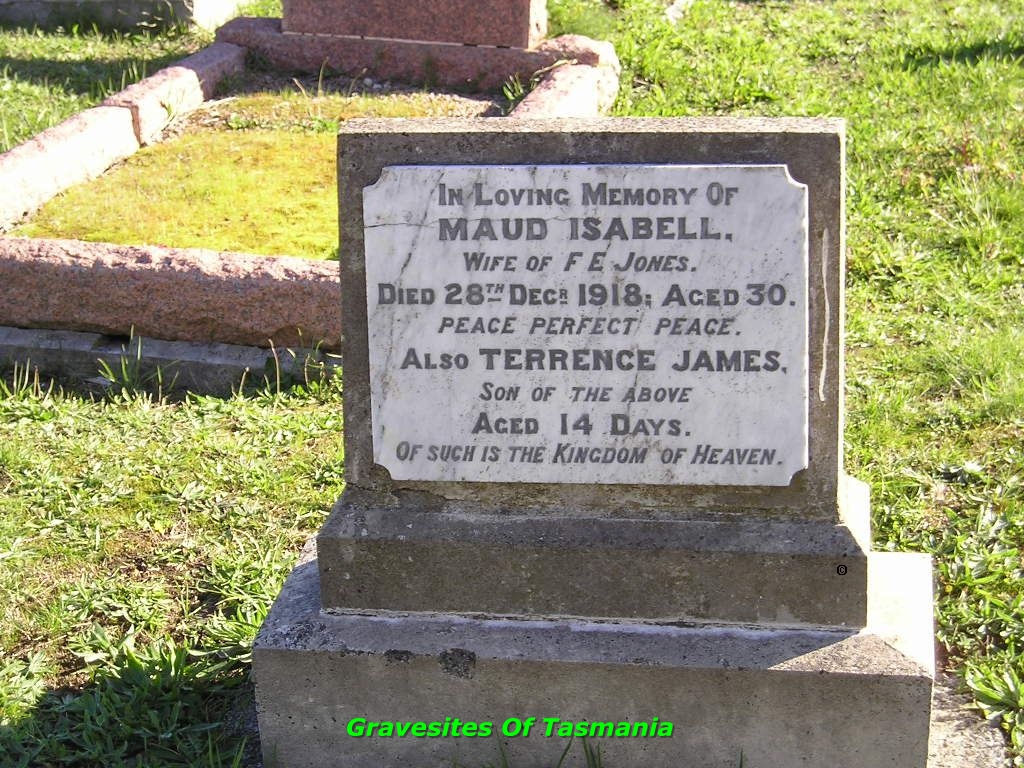 In Loving Memory Of
MAUD ISABELL,
Wife of F E Jones.
Died 28TH Decr 1918; Aged 30.
PEACE PERFECT PEACE.
Also TERRENCE JAMES,
Son of the above
Aged 14 Days.
Of such is the Kingdom of Heaven.
©
Gravesites Of Tasmania